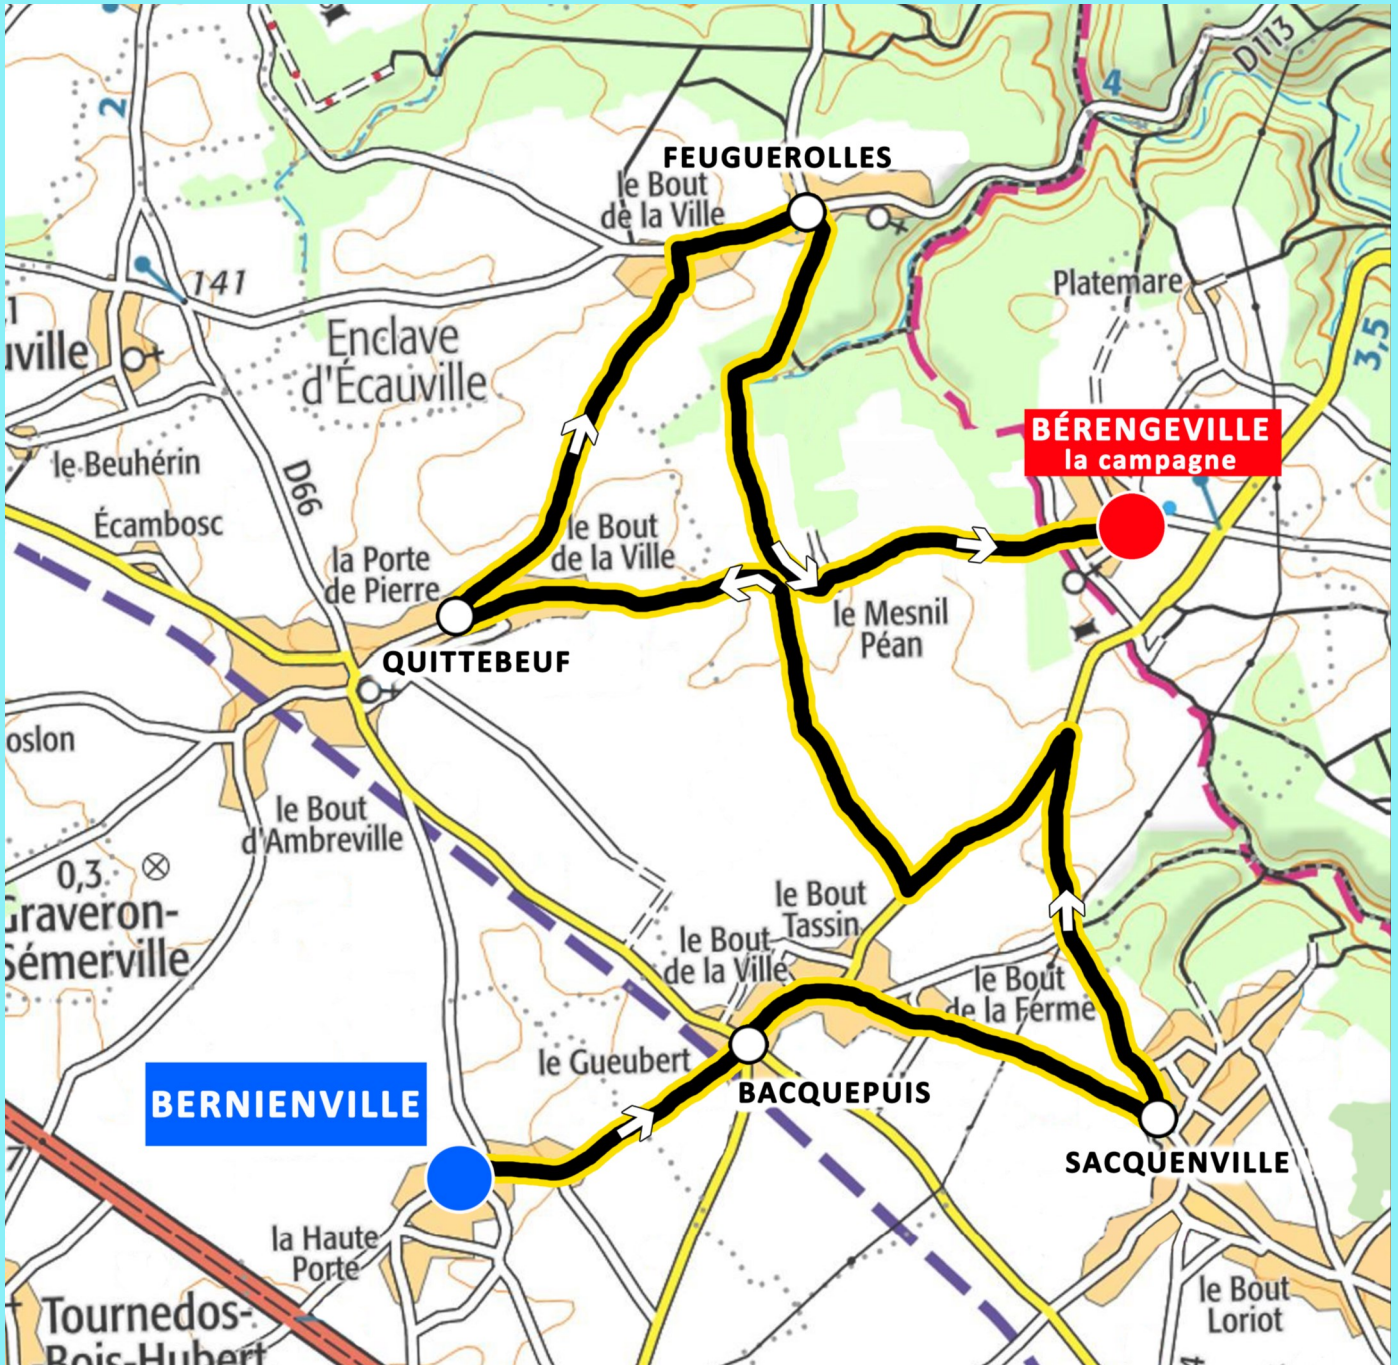 D113
2
4
FEUGUEROLLES
le Bout
de la Ville
141
Platemare
Enclave
d'Écauville
uville
3,5
BÉRENGEVILLE
la campagne
le Beuhérin
D66
Écambosc
le Bout
de la Ville
la Porte
de Pierre
le Mesnil
Péan
QUITTEBEUF
oslon
le Bout
d'Ambreville
0,3
Graveron-
Sémerville
le Bout
Tassin
le Bout
de la Ville
le Bout
de la Ferme
le Gueubert
BACQUEPUIS
BERNIENVILLE
SACQUENVILLE
7
la Haute
Porte
le Bout
Loriot
Tournedos-
Bois-Hubert
4